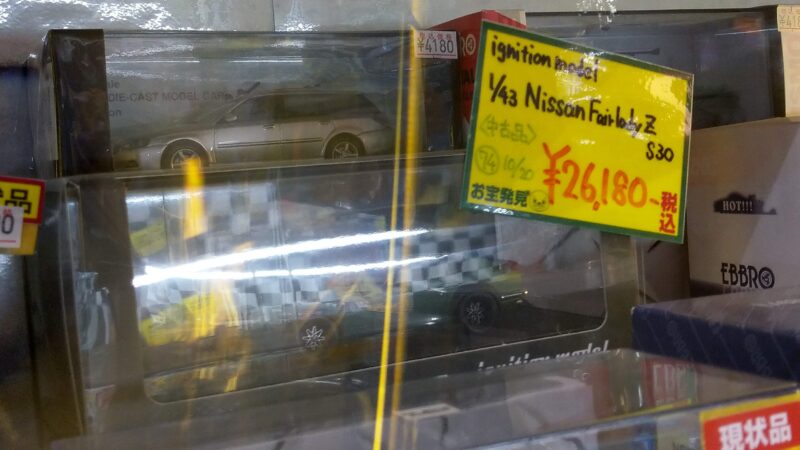 ¥4180
DIE-CAST MODEL CAR
ignition model
1/43 Nissan Fairlady Z
S30
〈中古品〉
10/20
¥26,180-税込
お宝発見
HOT!!!
EBBRO
ignition model
現状品